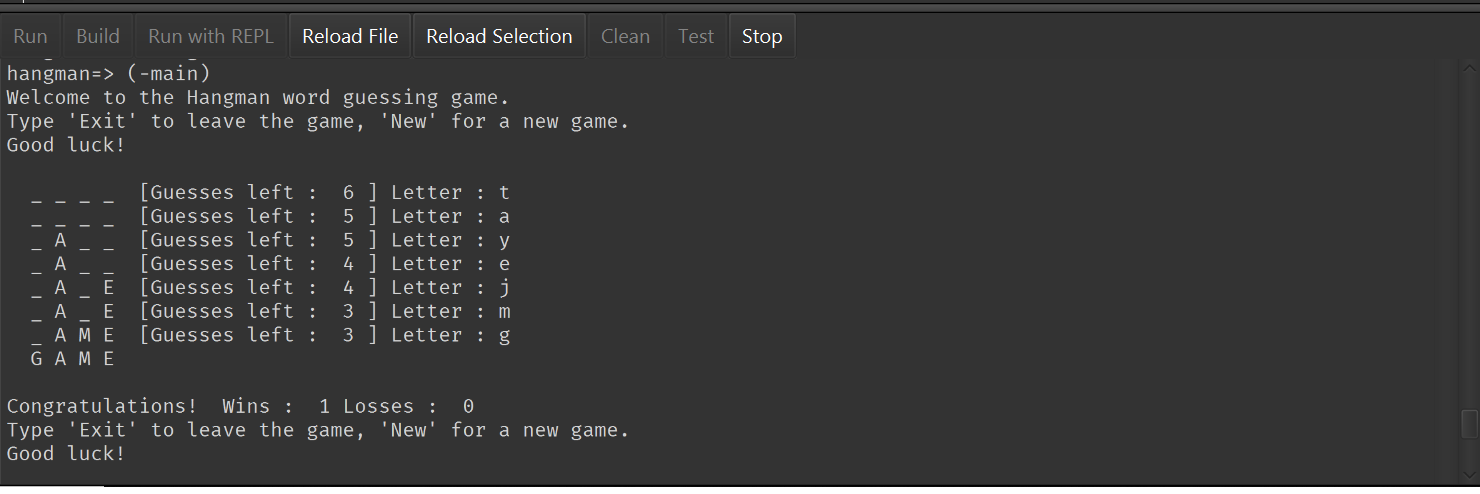 Run Build Run with REPL Reload File Reload Selection Clean Test Stop
hangman=> (-main)
Welcome to the Hangman word guessing game.
Type 'Exit' to leave the game, 'New' for a new game.
Good luck!
_ _ _ _ [Guesses left :  6 ] Letter : t
_ _ _ _ [Guesses left :  5 ] Letter : a
_ A _ _ [Guesses left :  5 ] Letter : y
_ A _ _ [Guesses left :  4 ] Letter : e
_ A _ E [Guesses left :  4 ] Letter : j
_ A _ E [Guesses left :  3 ] Letter : m
_ A M E [Guesses left :  3 ] Letter : g
G A M E
Congratulations!  Wins :  1 Losses :  0
Type 'Exit' to leave the game, 'New' for a new game.
Good luck!